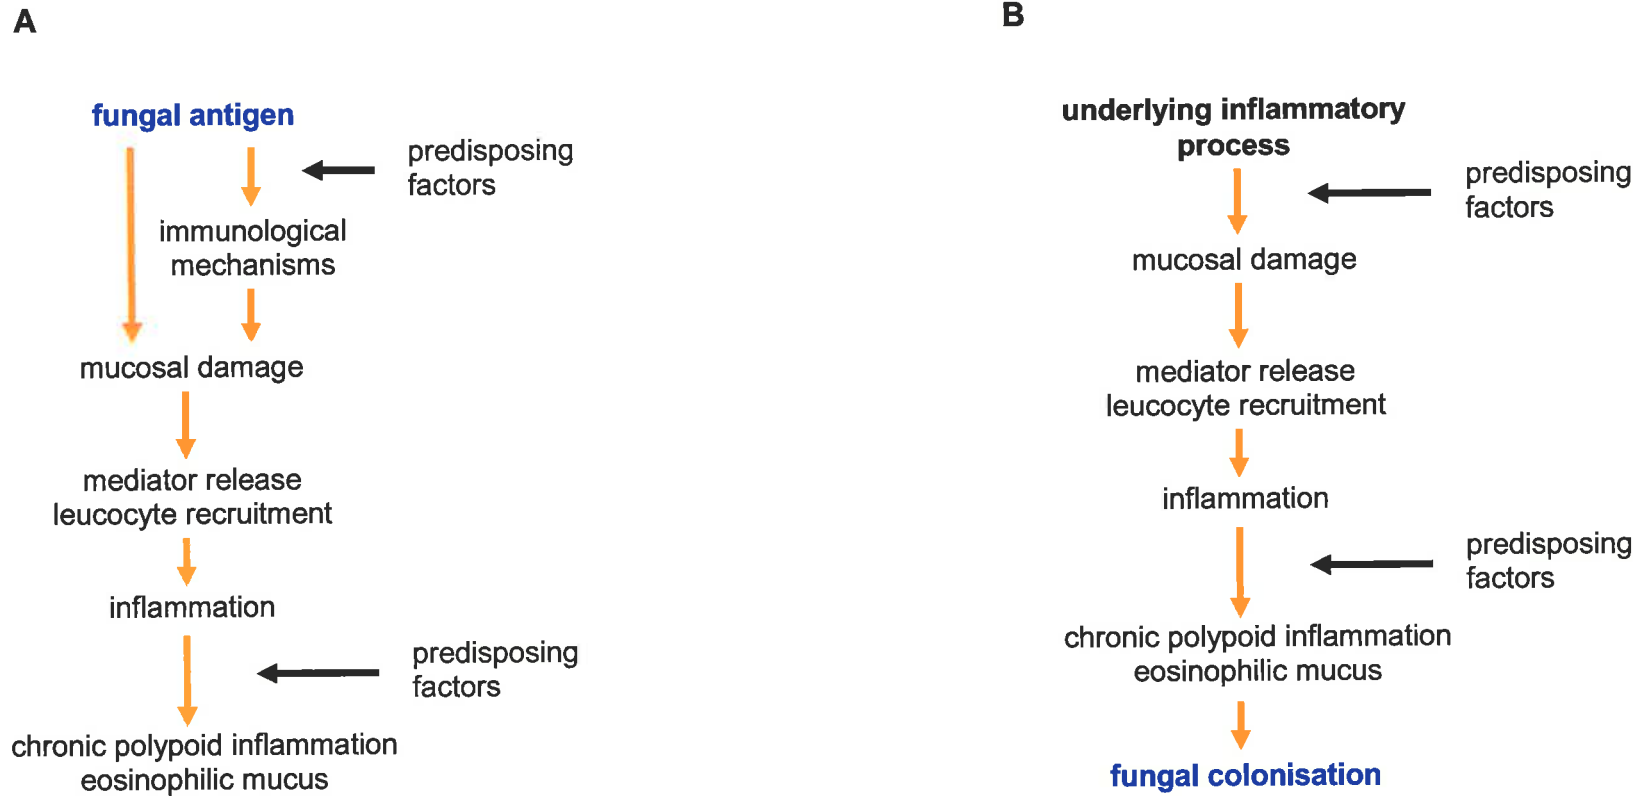 A
fungal antigen
predisposing
factors
immunological
mechanisms
mucosal damage
mediator release
leucocyte recruitment
inflammation
predisposing
factors
chronic polypoid inflammation
eosinophilic mucus
B
underlying inflammatory
process
predisposing
factors
mucosal damage
mediator release
leucocyte recruitment
inflammation
predisposing
factors
chronic polypoid inflammation
eosinophilic mucus
fungal colonisation